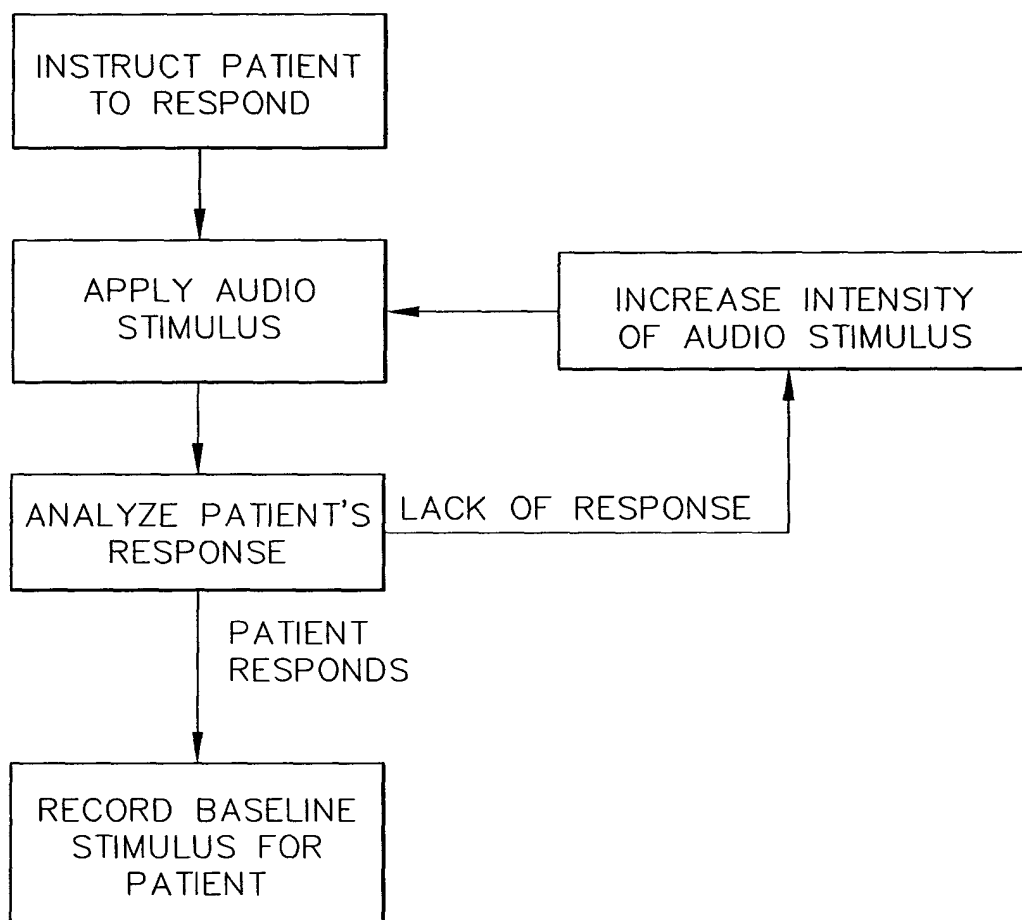 INSTRUCT PATIENT
TO RESPOND
APPLY AUDIO
STIMULUS
INCREASE INTENSITY
OF AUDIO STIMULUS
ANALYZE PATIENT'S
RESPONSE
LACK OF RESPONSE
PATIENT
RESPONDS
RECORD BASELINE
STIMULUS FOR
PATIENT